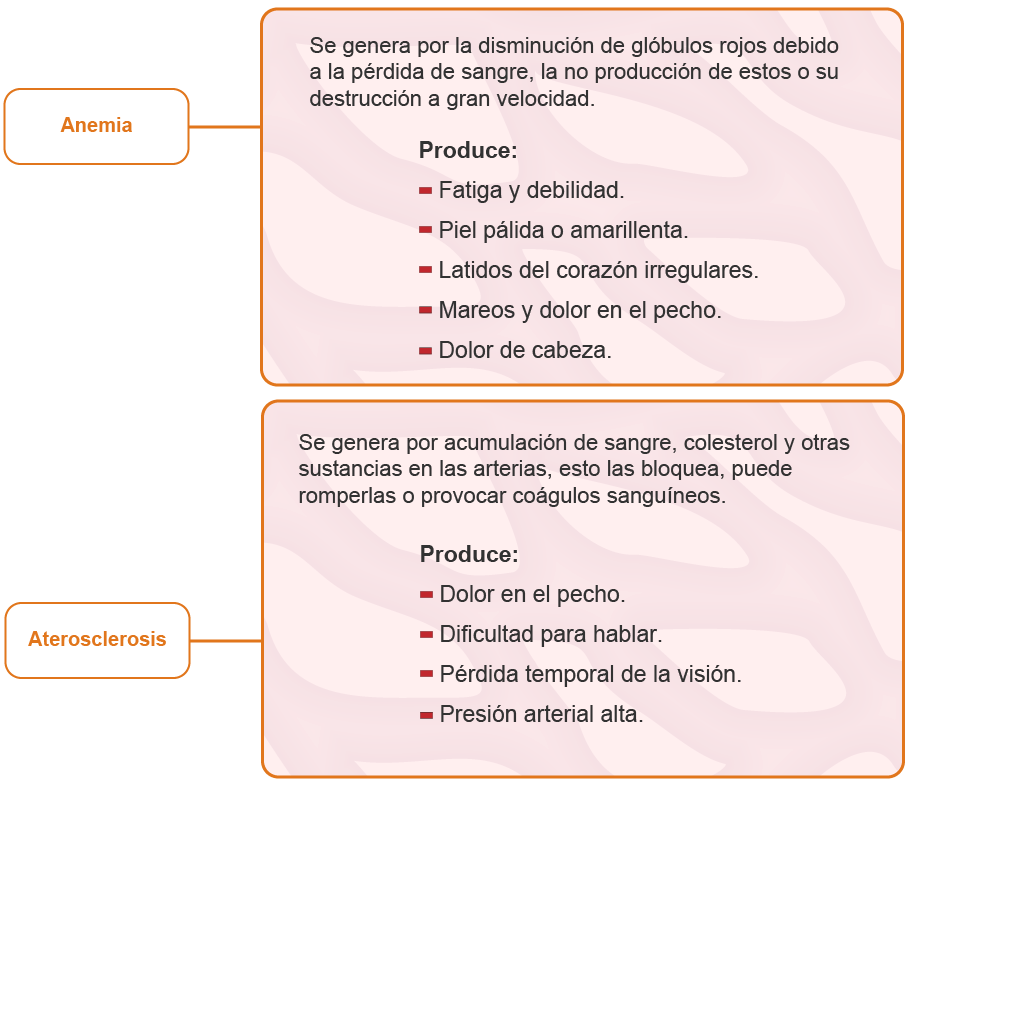 Anemia
Se genera por la disminución de glóbulos rojos debido
a la pérdida de sangre, la no producción de estos o su
destrucción a gran velocidad.
Produce:
Fatiga y debilidad.
Piel pálida o amarillenta.
Latidos del corazón irregulares.
Mareos y dolor en el pecho.
Dolor de cabeza.
Aterosclerosis
Se genera por acumulación de sangre, colesterol y otras
sustancias en las arterias, esto las bloquea, puede
romperlas o provocar coágulos sanguíneos.
Produce:
Dolor en el pecho.
Dificultad para hablar.
Pérdida temporal de la visión.
Presión arterial alta.